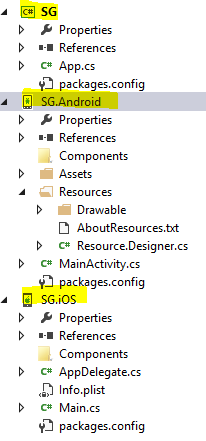 C# SG
Properties
References
C# App.cs
packages.config
SG.Android
Properties
References
Components
Assets
Resources
Drawable
AboutResources.txt
C# Resource.Designer.cs
C# MainActivity.cs
packages.config
SG.iOS
Properties
References
Components
C# AppDelegate.cs
Info.plist
C# Main.cs
packages.config